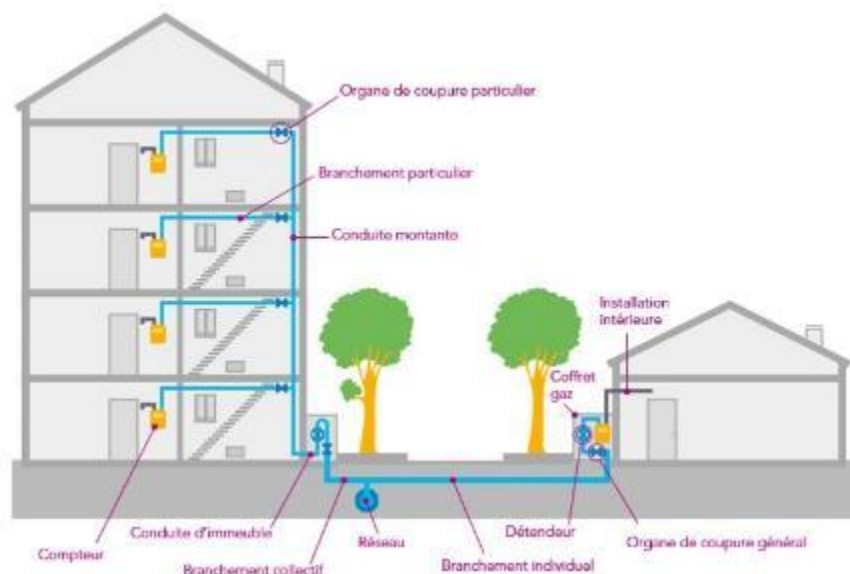 Organe de coupure particulier
Branchement particulier
Conduite montanto
Installation
intérieure
Coffret
gaz
Conduite d'immeuble
Réseau
Détendeur
Organe de coupure général
Compteur
Branchement collectif
Branchement individuel